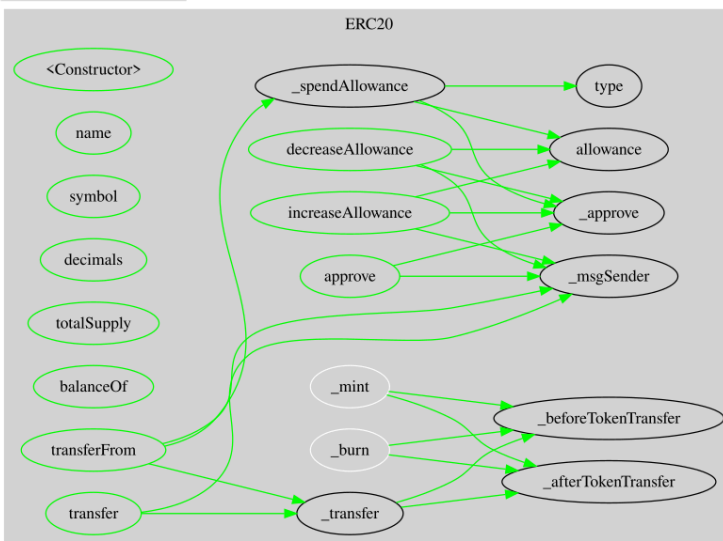 ERC20
<Constructor>
name
symbol
decimals
totalSupply
balanceOf
transferFrom
transfer
_spendAllowance
decreaseAllowance
increaseAllowance
approve
_mint
_burn
_transfer
type
allowance
_approve
_msgSender
_beforeTokenTransfer
_afterTokenTransfer